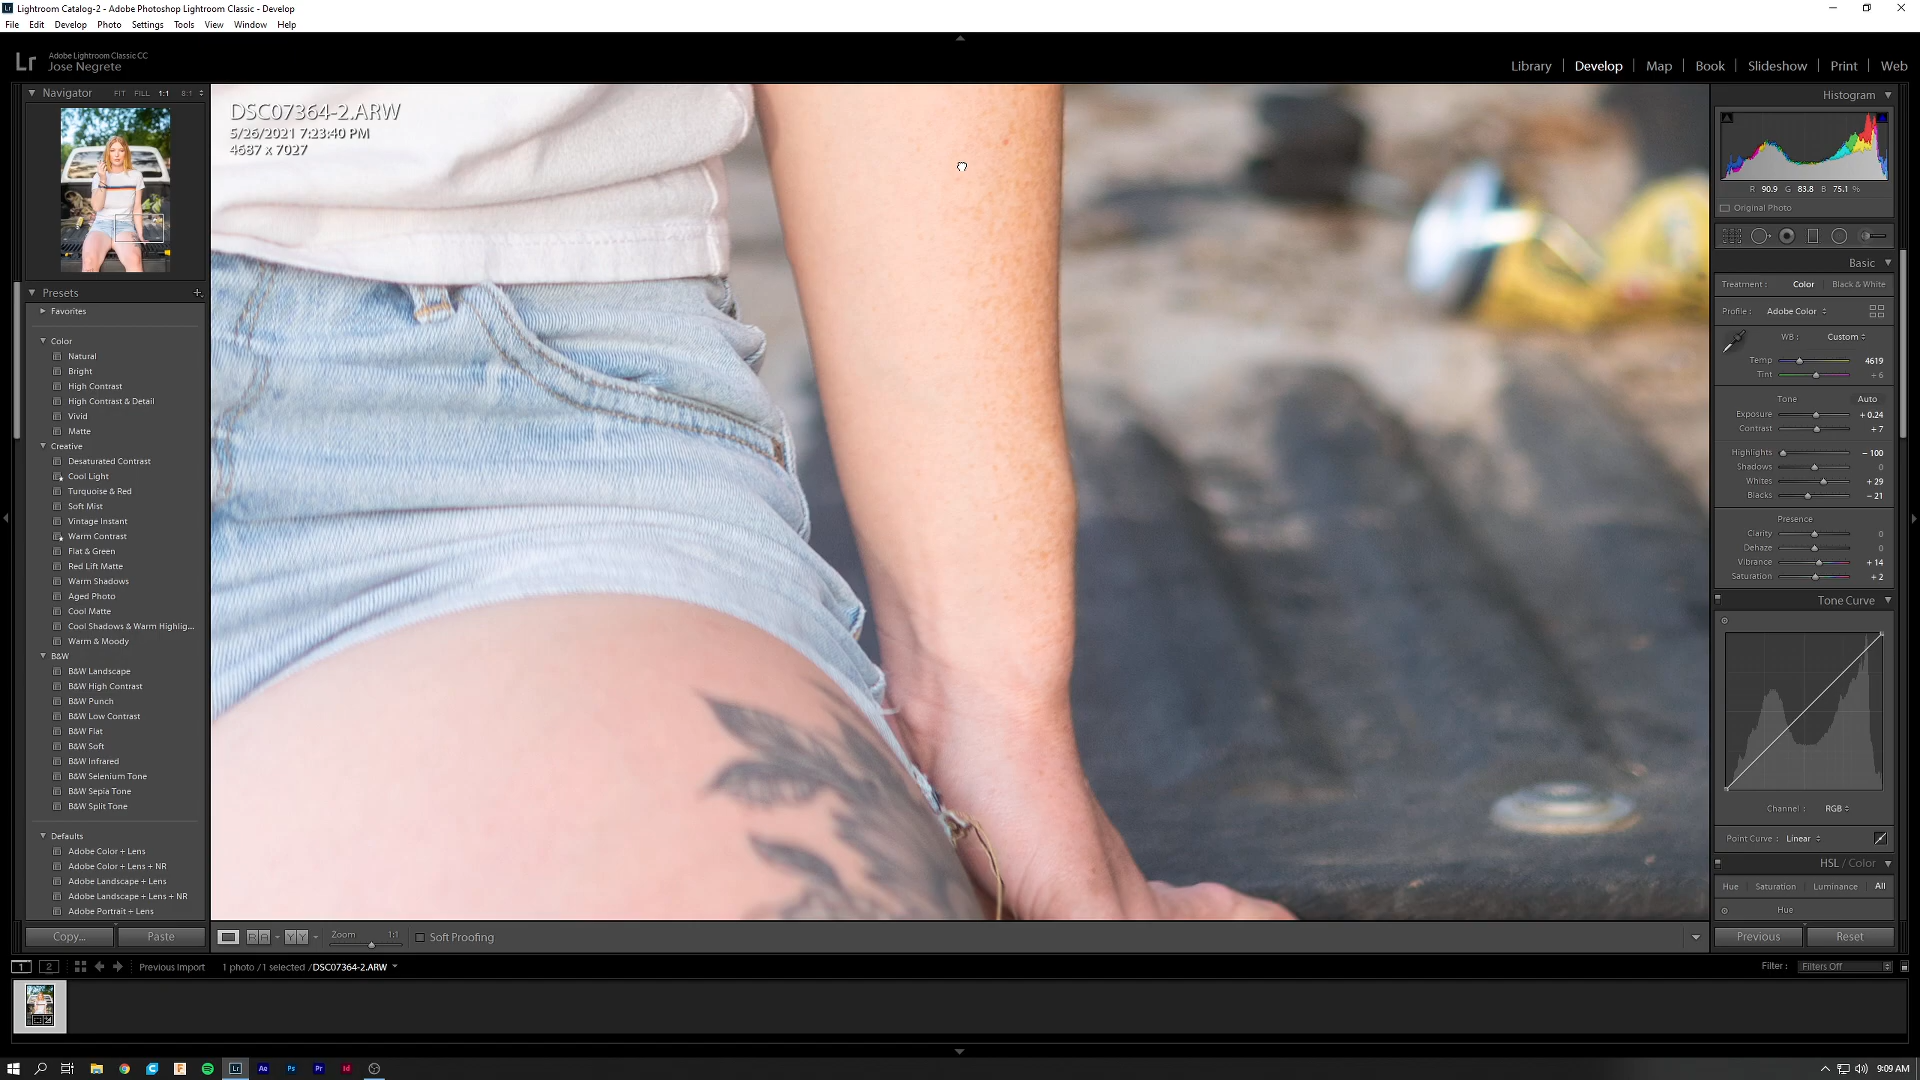 Lightroom Catalog-2 - Adobe Photoshop Lightroom Classic - Develop
File Edit Develop Photo Settings Tools View Window Help
Lr
Adobe Lightroom Classic CC
Jose Negrete
Library Develop Map Book Slideshow Print Web
Navigator FIT FILL 1:1 8:1
Presets +
Favorites
Color
Natural
Bright
High Contrast
High Contrast & Detail
Vivid
Matte
Creative
Desaturated Contrast
Cool Light
Turquoise & Red
Soft Mist
Vintage Instant
Warm Contrast
Flat & Green
Red Lift Matte
Warm Shadows
Aged Photo
Cool Matte
Cool Shadows & Warm Highlig...
Warm & Moody
B&W
B&W Landscape
B&W High Contrast
B&W Punch
B&W Low Contrast
B&W Flat
B&W Soft
B&W Infrared
B&W Selenium Tone
B&W Sepia Tone
B&W Split Tone
Defaults
Adobe Color + Lens
Adobe Color + Lens + NR
Adobe Landscape + Lens
Adobe Landscape + Lens + NR
Adobe Portrait + Lens
Copy... Paste
DSC07364-2.ARW
5/26/2021 7:23:40 PM
4687 x 7027
Histogram
R 90.9 G 83.8 B 75.1 %
Original Photo
Basic
Treatment : Color Black & White
Profile : Adobe Color
WB : Custom
Temp 4619
Tint + 6
Tone Auto
Exposure + 0.24
Contrast + 7
Highlights − 100
Shadows 0
Whites + 29
Blacks − 21
Presence
Clarity 0
Dehaze 0
Vibrance + 14
Saturation + 2
Tone Curve
Channel : RGB
Point Curve : Linear
HSL / Color
Hue Saturation Luminance All
Hue
Previous Reset
R A Y Y Zoom 1:1 Soft Proofing
1 2 Previous Import 1 photo / 1 selected / DSC07364-2.ARW
Filter : Filters Off
Lr Ae Ps Pr Id
9:09 AM